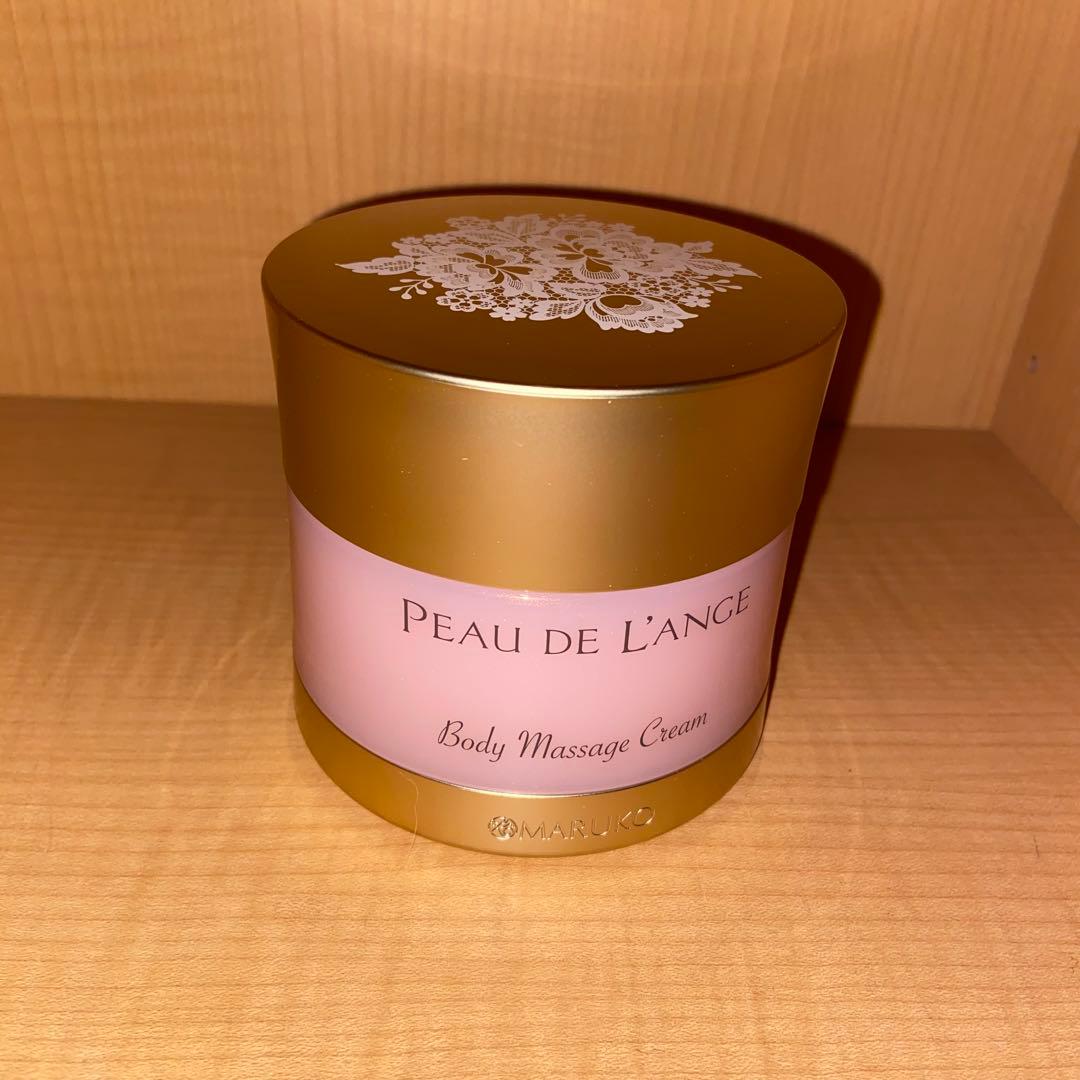 PEAU DE L'ANGE
Body Massage Cream
MARUKO